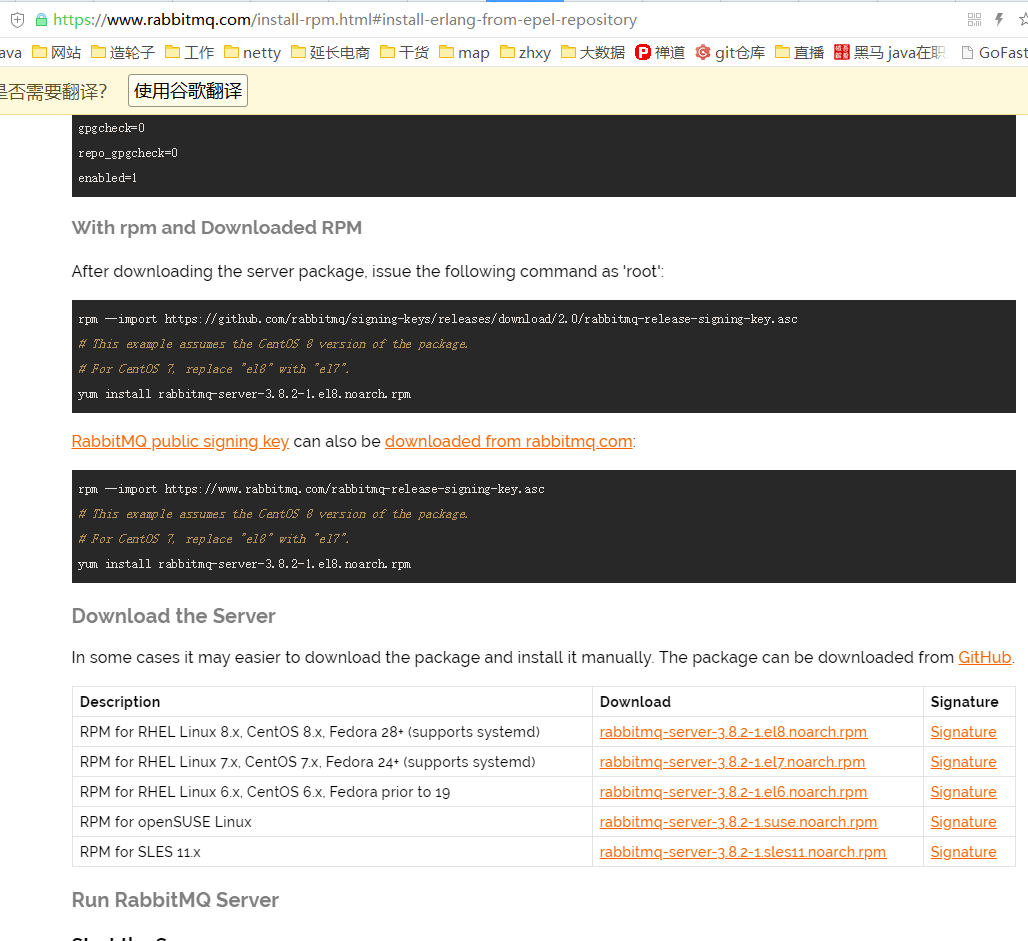 https://www.rabbitmq.com/install-rpm.html#install-erlang-from-epel-repository
ava 网站 造轮子 工作 netty 延长电商 干货 map zhxy 大数据 禅道 git仓库 直播 黑马 java在职 GoFast
是否需要翻译? 使用谷歌翻译
gpgcheck=0
repo_gpgcheck=0
enabled=1
With rpm and Downloaded RPM
After downloading the server package, issue the following command as 'root':
rpm --import https://github.com/rabbitmq/signing-keys/releases/download/2.0/rabbitmq-release-signing-key.asc
# This example assumes the CentOS 8 version of the package.
# For CentOS 7, replace "el8" with "el7".
yum install rabbitmq-server-3.8.2-1.el8.noarch.rpm
RabbitMQ public signing key can also be downloaded from rabbitmq.com:
rpm --import https://www.rabbitmq.com/rabbitmq-release-signing-key.asc
# This example assumes the CentOS 8 version of the package.
# For CentOS 7, replace "el8" with "el7".
yum install rabbitmq-server-3.8.2-1.el8.noarch.rpm
Download the Server
In some cases it may easier to download the package and install it manually. The package can be downloaded from GitHub.
Description Download Signature
RPM for RHEL Linux 8.x, CentOS 8.x, Fedora 28+ (supports systemd) rabbitmq-server-3.8.2-1.el8.noarch.rpm Signature
RPM for RHEL Linux 7.x, CentOS 7.x, Fedora 24+ (supports systemd) rabbitmq-server-3.8.2-1.el7.noarch.rpm Signature
RPM for RHEL Linux 6.x, CentOS 6.x, Fedora prior to 19 rabbitmq-server-3.8.2-1.el6.noarch.rpm Signature
RPM for openSUSE Linux rabbitmq-server-3.8.2-1.suse.noarch.rpm Signature
RPM for SLES 11.x rabbitmq-server-3.8.2-1.sles11.noarch.rpm Signature
Run RabbitMQ Server